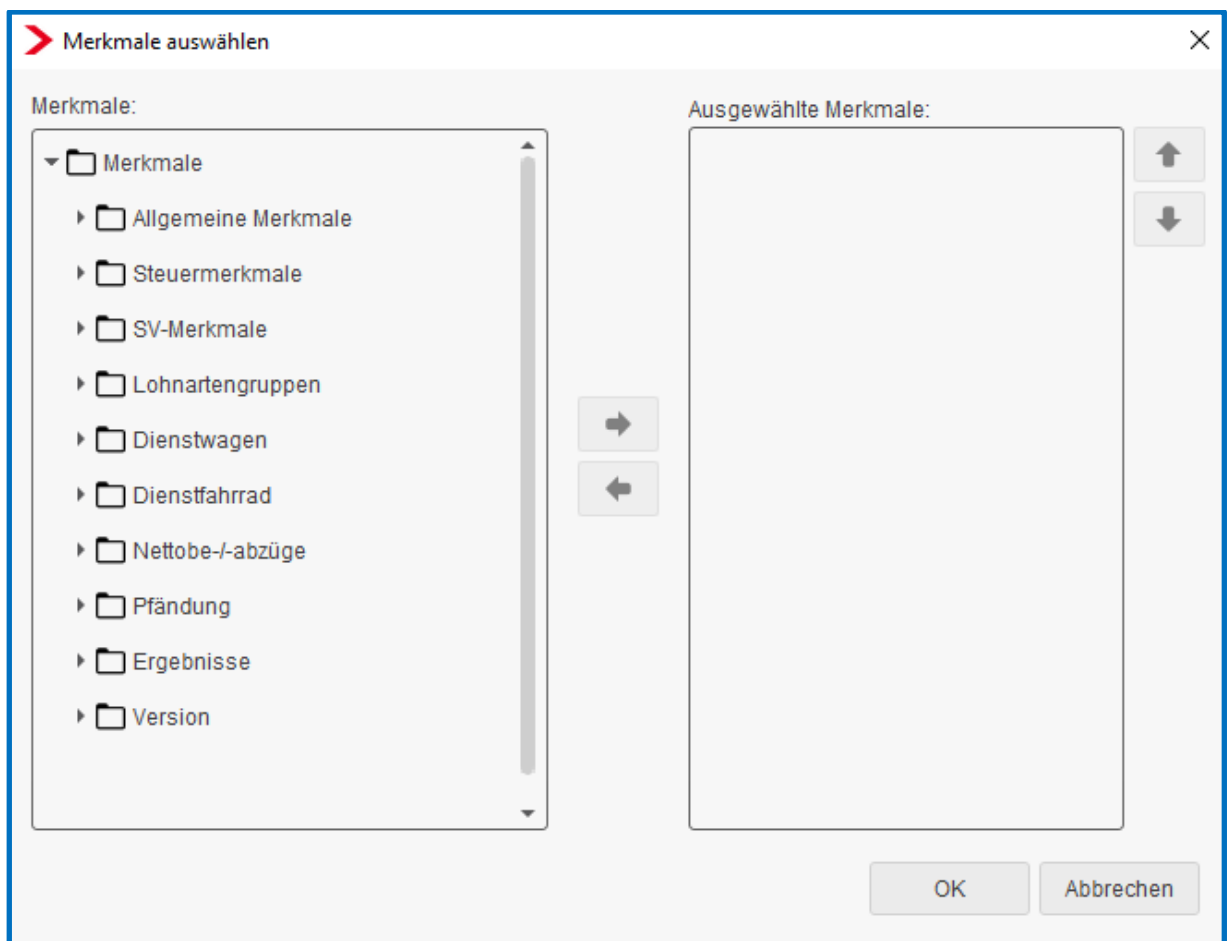 Merkmale auswählen
Merkmale:
Merkmale
Allgemeine Merkmale
Steuermerkmale
SV-Merkmale
Lohnartengruppen
Dienstwagen
Dienstfahrrad
Nettobe-/-abzüge
Pfändung
Ergebnisse
Version
Ausgewählte Merkmale:
OK
Abbrechen